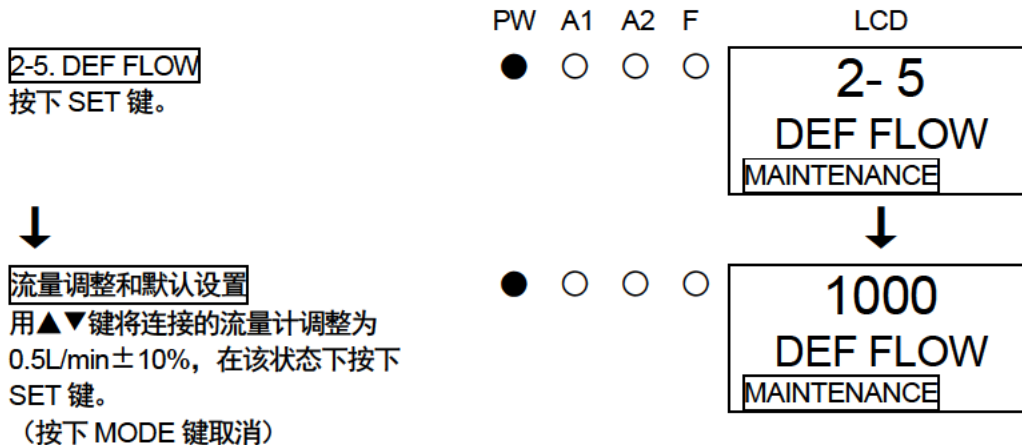 PW A1 A2 F LCD
2-5. DEF FLOW
按下 SET 键。
● ○ ○ ○
2- 5
DEF FLOW
MAINTENANCE
↓ ↓
流量调整和默认设置
用▲▼键将连接的流量计调整为
0.5L/min±10%，在该状态下按下
SET 键。
（按下 MODE 键取消）
● ○ ○ ○
1000
DEF FLOW
MAINTENANCE